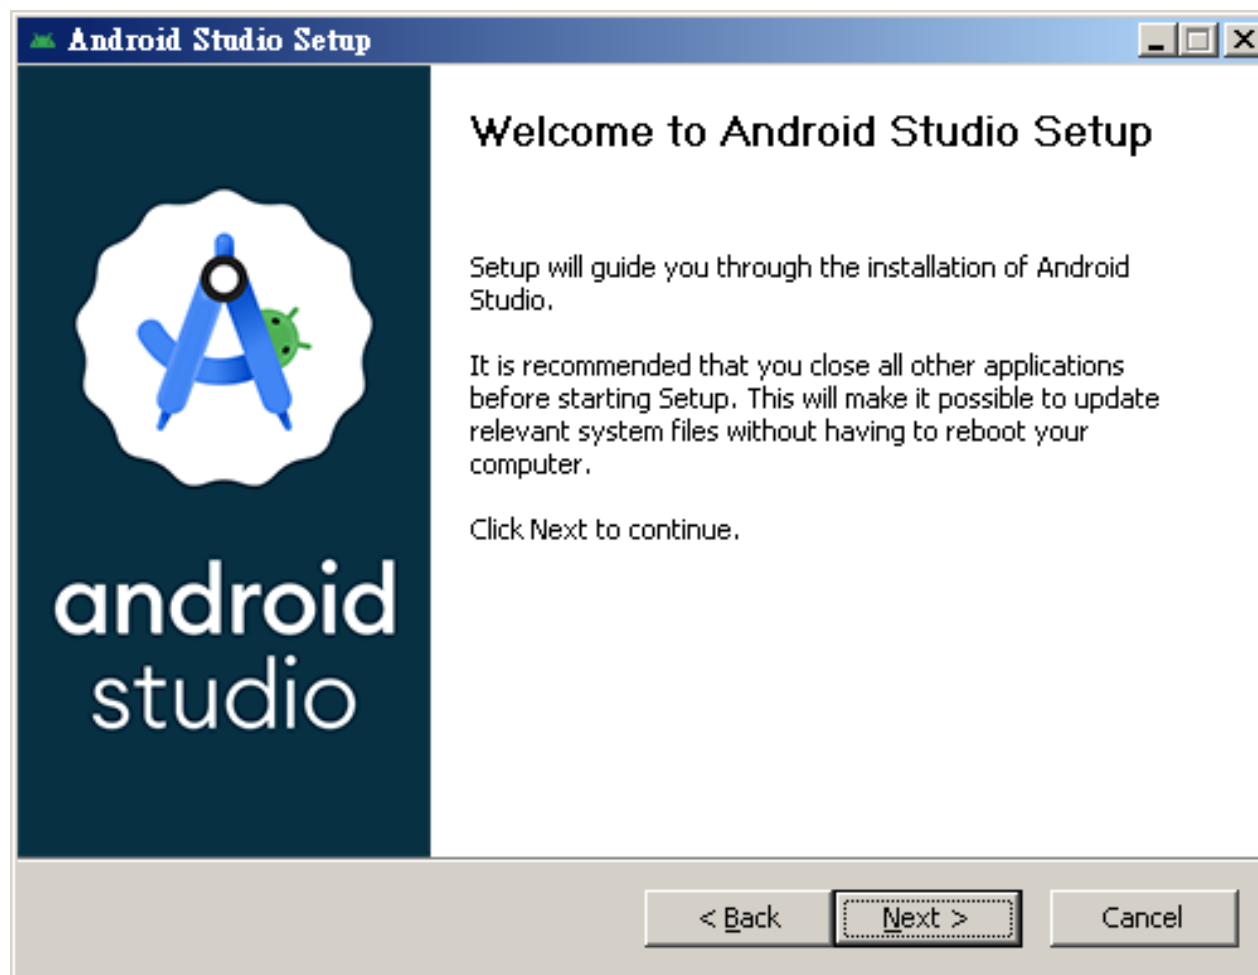 Android Studio Setup
Welcome to Android Studio Setup
Setup will guide you through the installation of Android
Studio.
It is recommended that you close all other applications
before starting Setup. This will make it possible to update
relevant system files without having to reboot your
computer.
Click Next to continue.
android
studio
< Back
Next >
Cancel